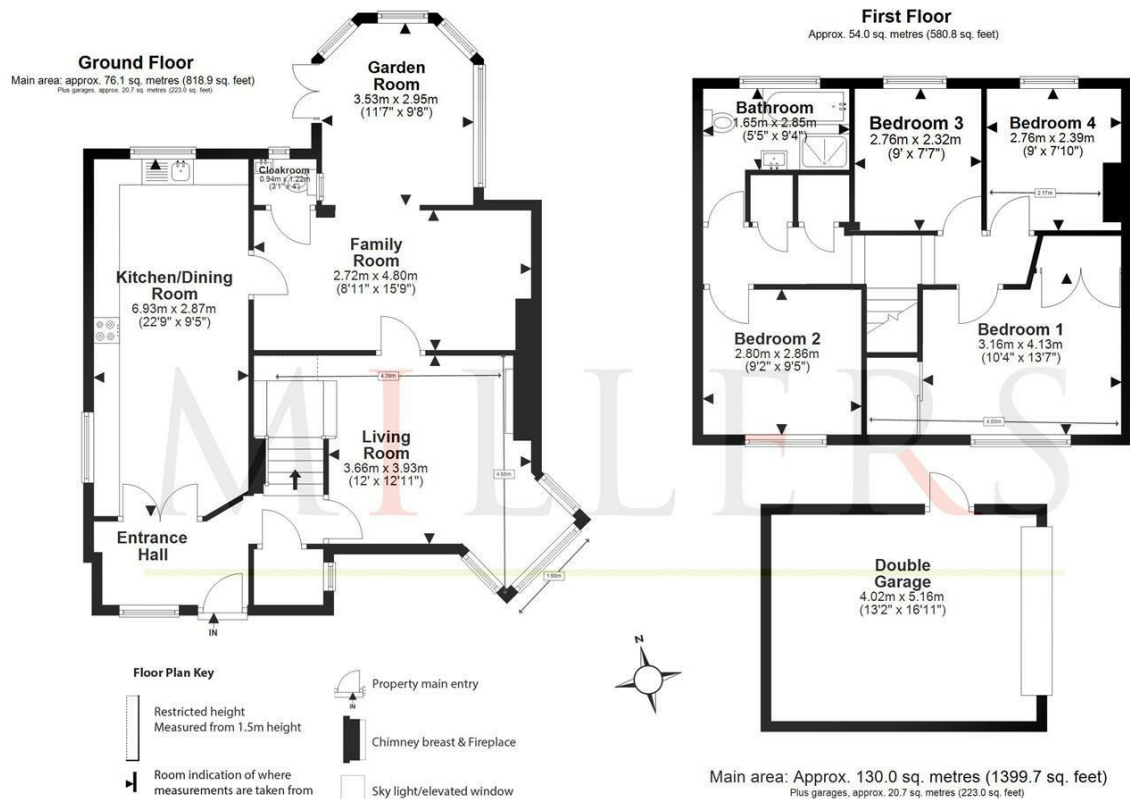 Ground Floor
Main area: approx. 76.1 sq. metres (818.9 sq. feet)
Plus garages, approx. 20.7 sq. metres (223.0 sq. feet)
Garden
Room
3.53m x 2.95m
(11'7" x 9'8")
Cloakroom
0.94m x 1.22m
(3'1" x 4')
Kitchen/Dining
Room
6.93m x 2.87m
(22'9" x 9'5")
Family
Room
2.72m x 4.80m
(8'11" x 15'9")
4.39m
Living
Room
3.66m x 3.93m
(12' x 12'11")
Entrance
Hall
IN
First Floor
Approx. 54.0 sq. metres (580.8 sq. feet)
Bathroom
1.65m x 2.85m
(5'5" x 9'4")
Bedroom 3
2.76m x 2.32m
(9' x 7'7")
Bedroom 4
2.76m x 2.39m
(9' x 7'10")
2.17m
Bedroom 2
2.80m x 2.86m
(9'2" x 9'5")
Bedroom 1
3.16m x 4.13m
(10'4" x 13'7")
MILLERS
Double
Garage
4.02m x 5.16m
(13'2" x 16'11")
N
Floor Plan Key
Restricted height
Measured from 1.5m height
Room indication of where
measurements are taken from
Property main entry
IN
Chimney breast & Fireplace
Sky light/elevated window
Main area: Approx. 130.0 sq. metres (1399.7 sq. feet)
Plus garages, approx. 20.7 sq. metres (223.0 sq. feet)